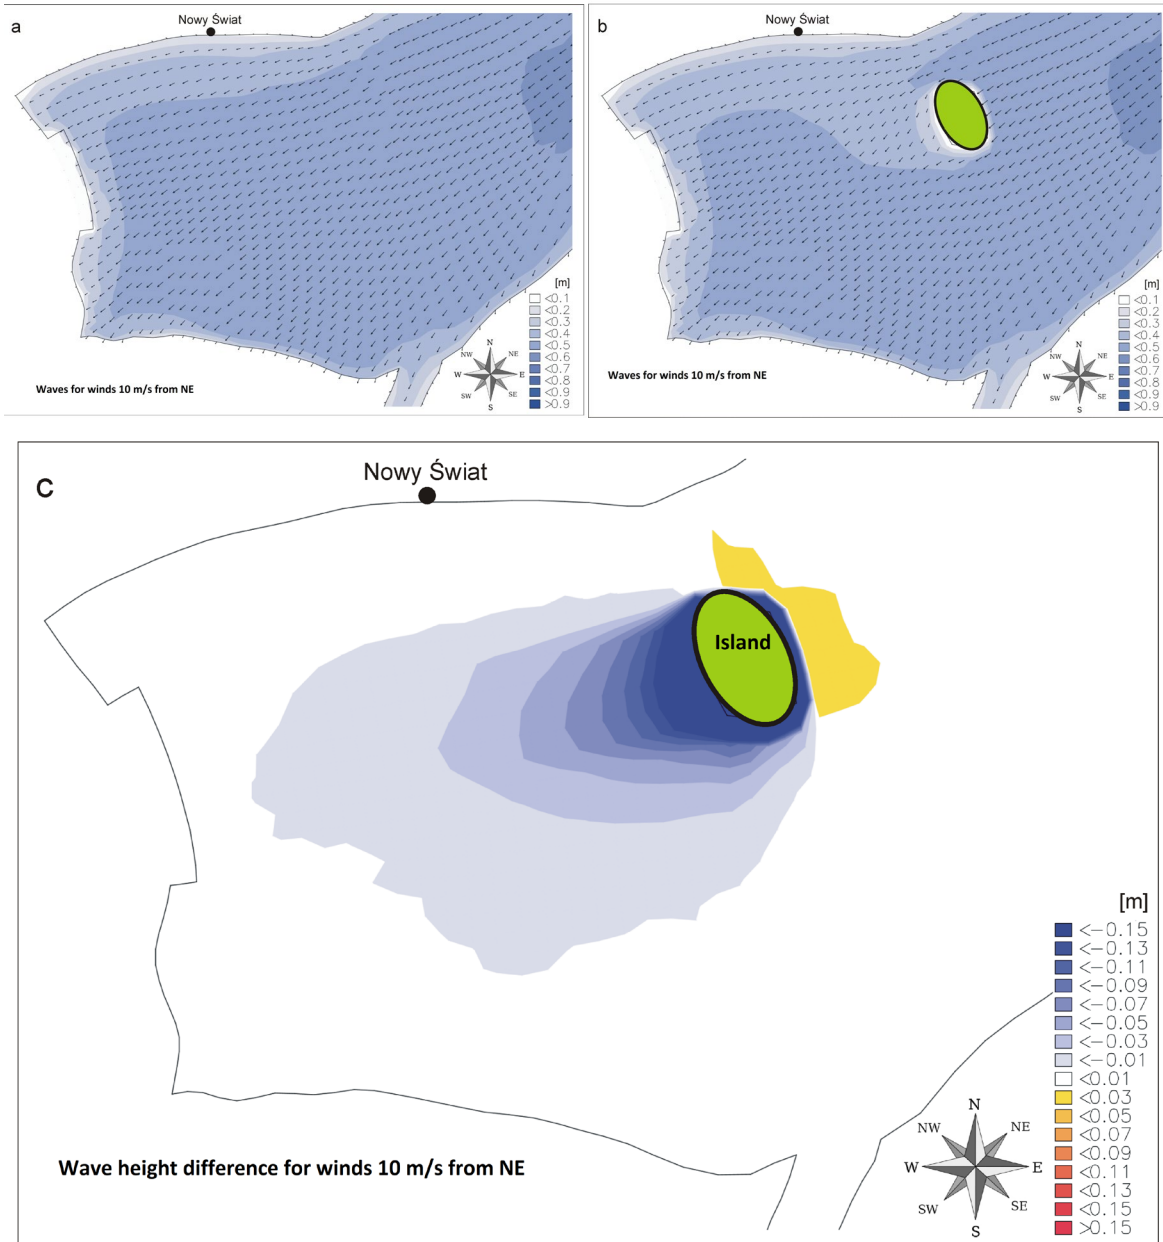 a
Nowy Świat
[m]
<0.1
<0.2
<0.3
<0.4
<0.5
<0.6
<0.7
<0.8
<0.9
>0.9
N
NE
E
SE
S
SW
W
NW
Waves for winds 10 m/s from NE
b
Nowy Świat
[m]
<0.1
<0.2
<0.3
<0.4
<0.5
<0.6
<0.7
<0.8
<0.9
>0.9
N
NE
E
SE
S
SW
W
NW
Waves for winds 10 m/s from NE
c
Nowy Świat
Island
[m]
<-0.15
<-0.13
<-0.11
<-0.09
<-0.07
<-0.05
<-0.03
<-0.01
<0.01
<0.03
<0.05
<0.07
<0.09
<0.11
<0.13
<0.15
>0.15
N
NE
E
SE
S
SW
W
NW
Wave height difference for winds 10 m/s from NE